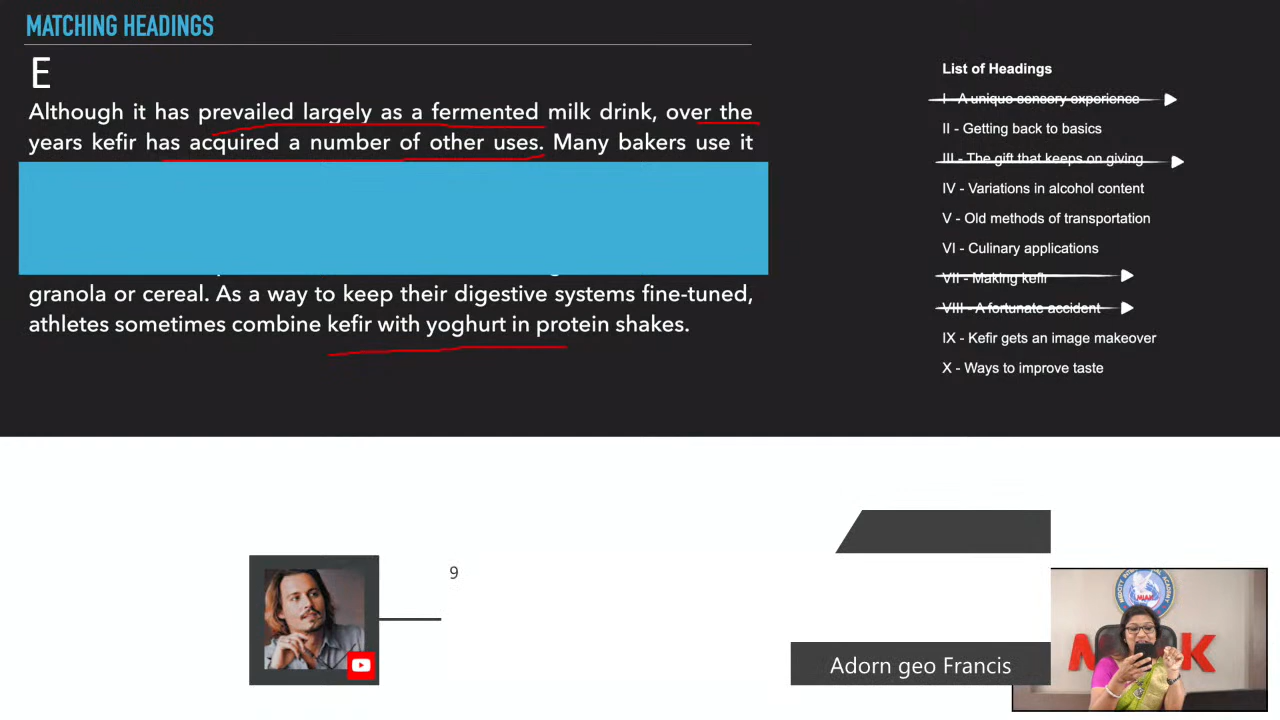 MATCHING HEADINGS
E
Although it has prevailed largely as a fermented milk drink, over the
years kefir has acquired a number of other uses. Many bakers use it
granola or cereal. As a way to keep their digestive systems fine-tuned,
athletes sometimes combine kefir with yoghurt in protein shakes.
List of Headings
I - A unique sensory experience
II - Getting back to basics
III - The gift that keeps on giving
IV - Variations in alcohol content
V - Old methods of transportation
VI - Culinary applications
VII - Making kefir
VIII - A fortunate accident
IX - Kefir gets an image makeover
X - Ways to improve taste
9
Adorn geo Francis